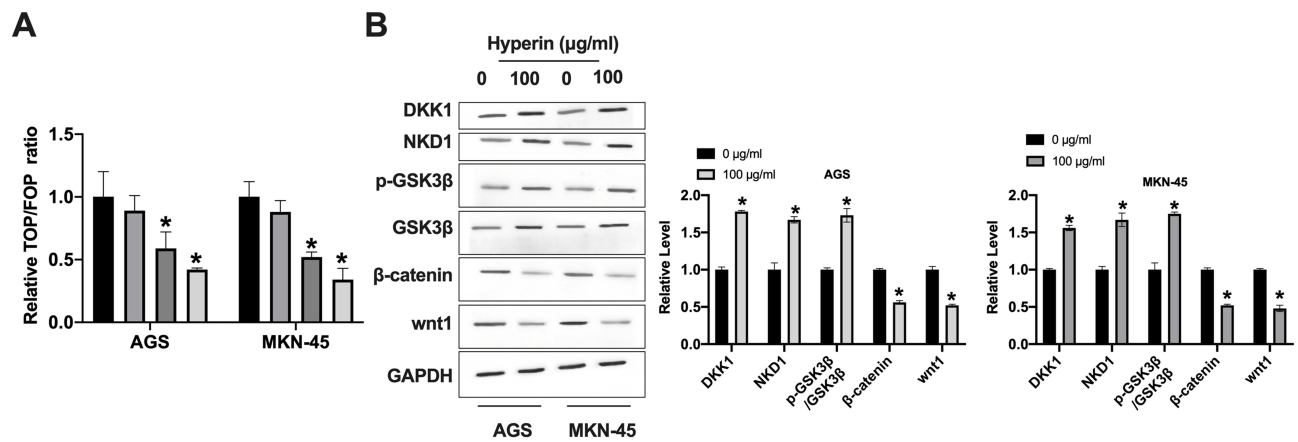 A
Relative TOP/FOP ratio
1.5
1.0
0.5
0.0
* * * *
AGS MKN-45
B
Hyperin (μg/ml)
0 100 0 100
DKK1
NKD1
p-GSK3β
GSK3β
β-catenin
wnt1
GAPDH
AGS MKN-45
0 μg/ml
100 μg/ml
AGS
Relative Level
2.0
1.5
1.0
0.5
0.0
* * * * *
DKK1
NKD1
p-GSK3β
/GSK3β
β-catenin
wnt1
0 μg/ml
100 μg/ml
MKN-45
Relative Level
2.0
1.5
1.0
0.5
0.0
* * * * *
DKK1
NKD1
p-GSK3β
/GSK3β
β-catenin
wnt1